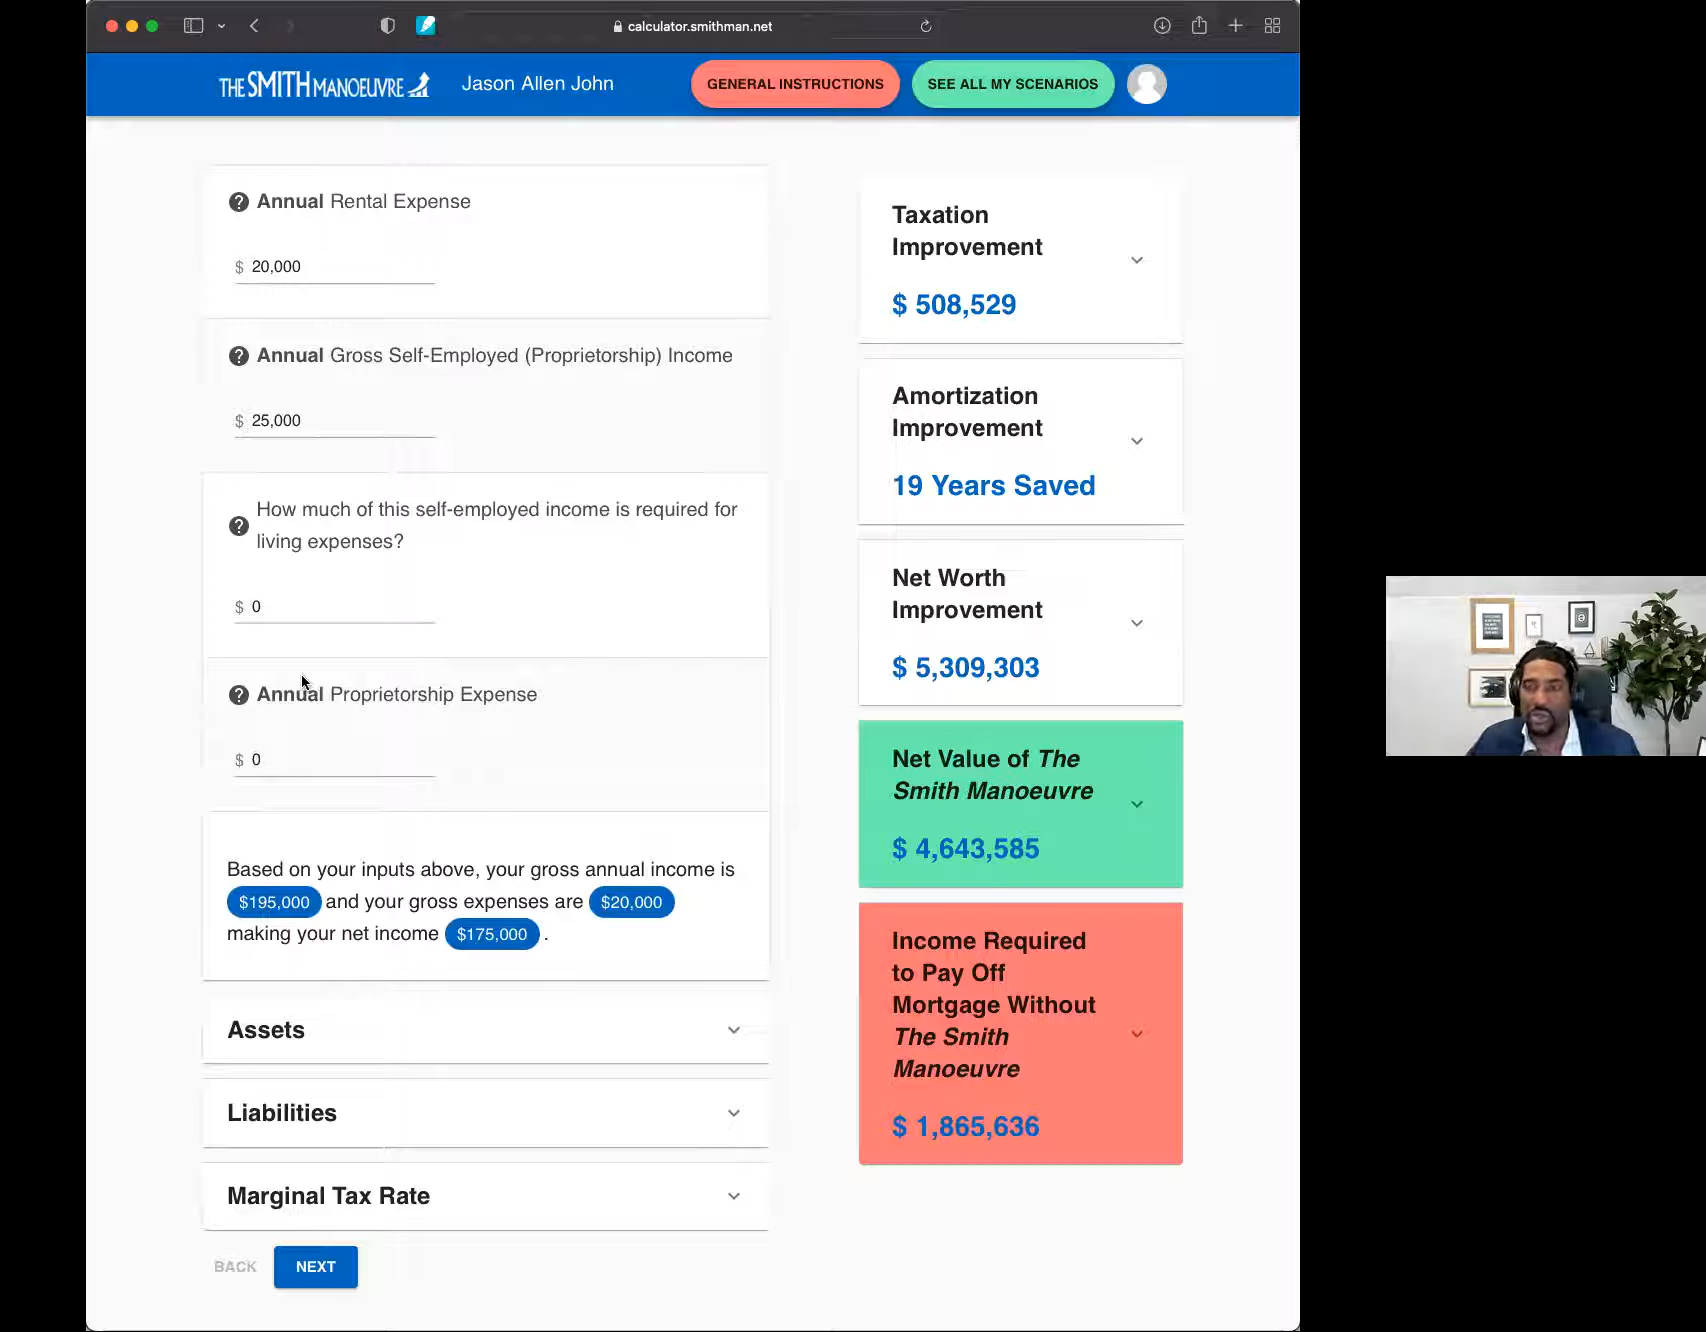 calculator.smithman.net
THE SMITH MANOEUVRE
Jason Allen John
GENERAL INSTRUCTIONS
SEE ALL MY SCENARIOS
Annual Rental Expense
$ 20,000
Annual Gross Self-Employed (Proprietorship) Income
$ 25,000
How much of this self-employed income is required for
living expenses?
$ 0
Annual Proprietorship Expense
$ 0
Based on your inputs above, your gross annual income is
$195,000 and your gross expenses are $20,000
making your net income $175,000 .
Assets
Liabilities
Marginal Tax Rate
BACK
NEXT
Taxation
Improvement
$ 508,529
Amortization
Improvement
19 Years Saved
Net Worth
Improvement
$ 5,309,303
Net Value of The
Smith Manoeuvre
$ 4,643,585
Income Required
to Pay Off
Mortgage Without
The Smith
Manoeuvre
$ 1,865,636